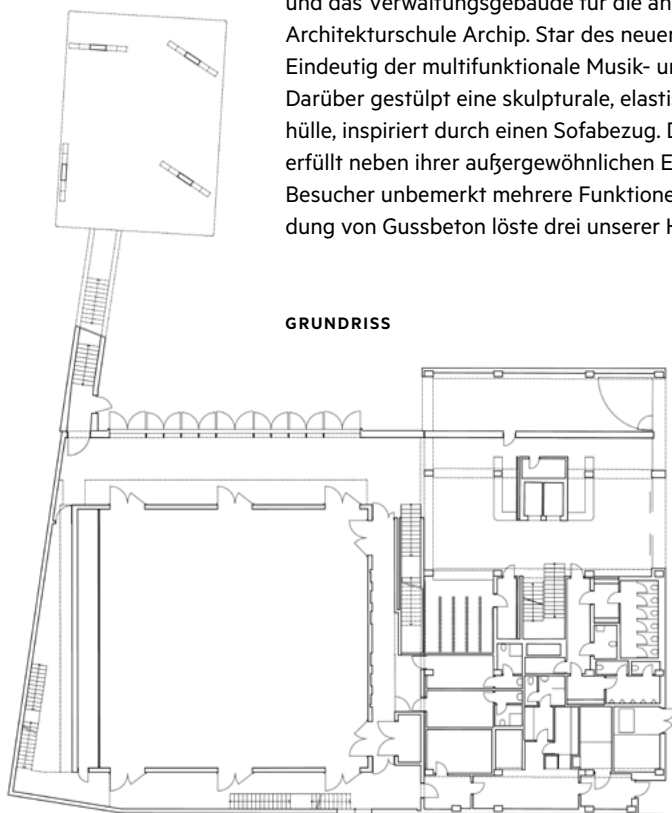 und das Verwaltungsgebäude für die an
Architekturschule Archip. Star des neuen
Eindeutig der multifunktionale Musik- un
Darüber gestülpt eine skulpturale, elasti
hülle, inspiriert durch einen Sofabezug. D
erfüllt neben ihrer außergewöhnlichen E
Besucher unbemerkt mehrere Funktione
dung von Gussbeton löste drei unserer H
GRUNDRISS